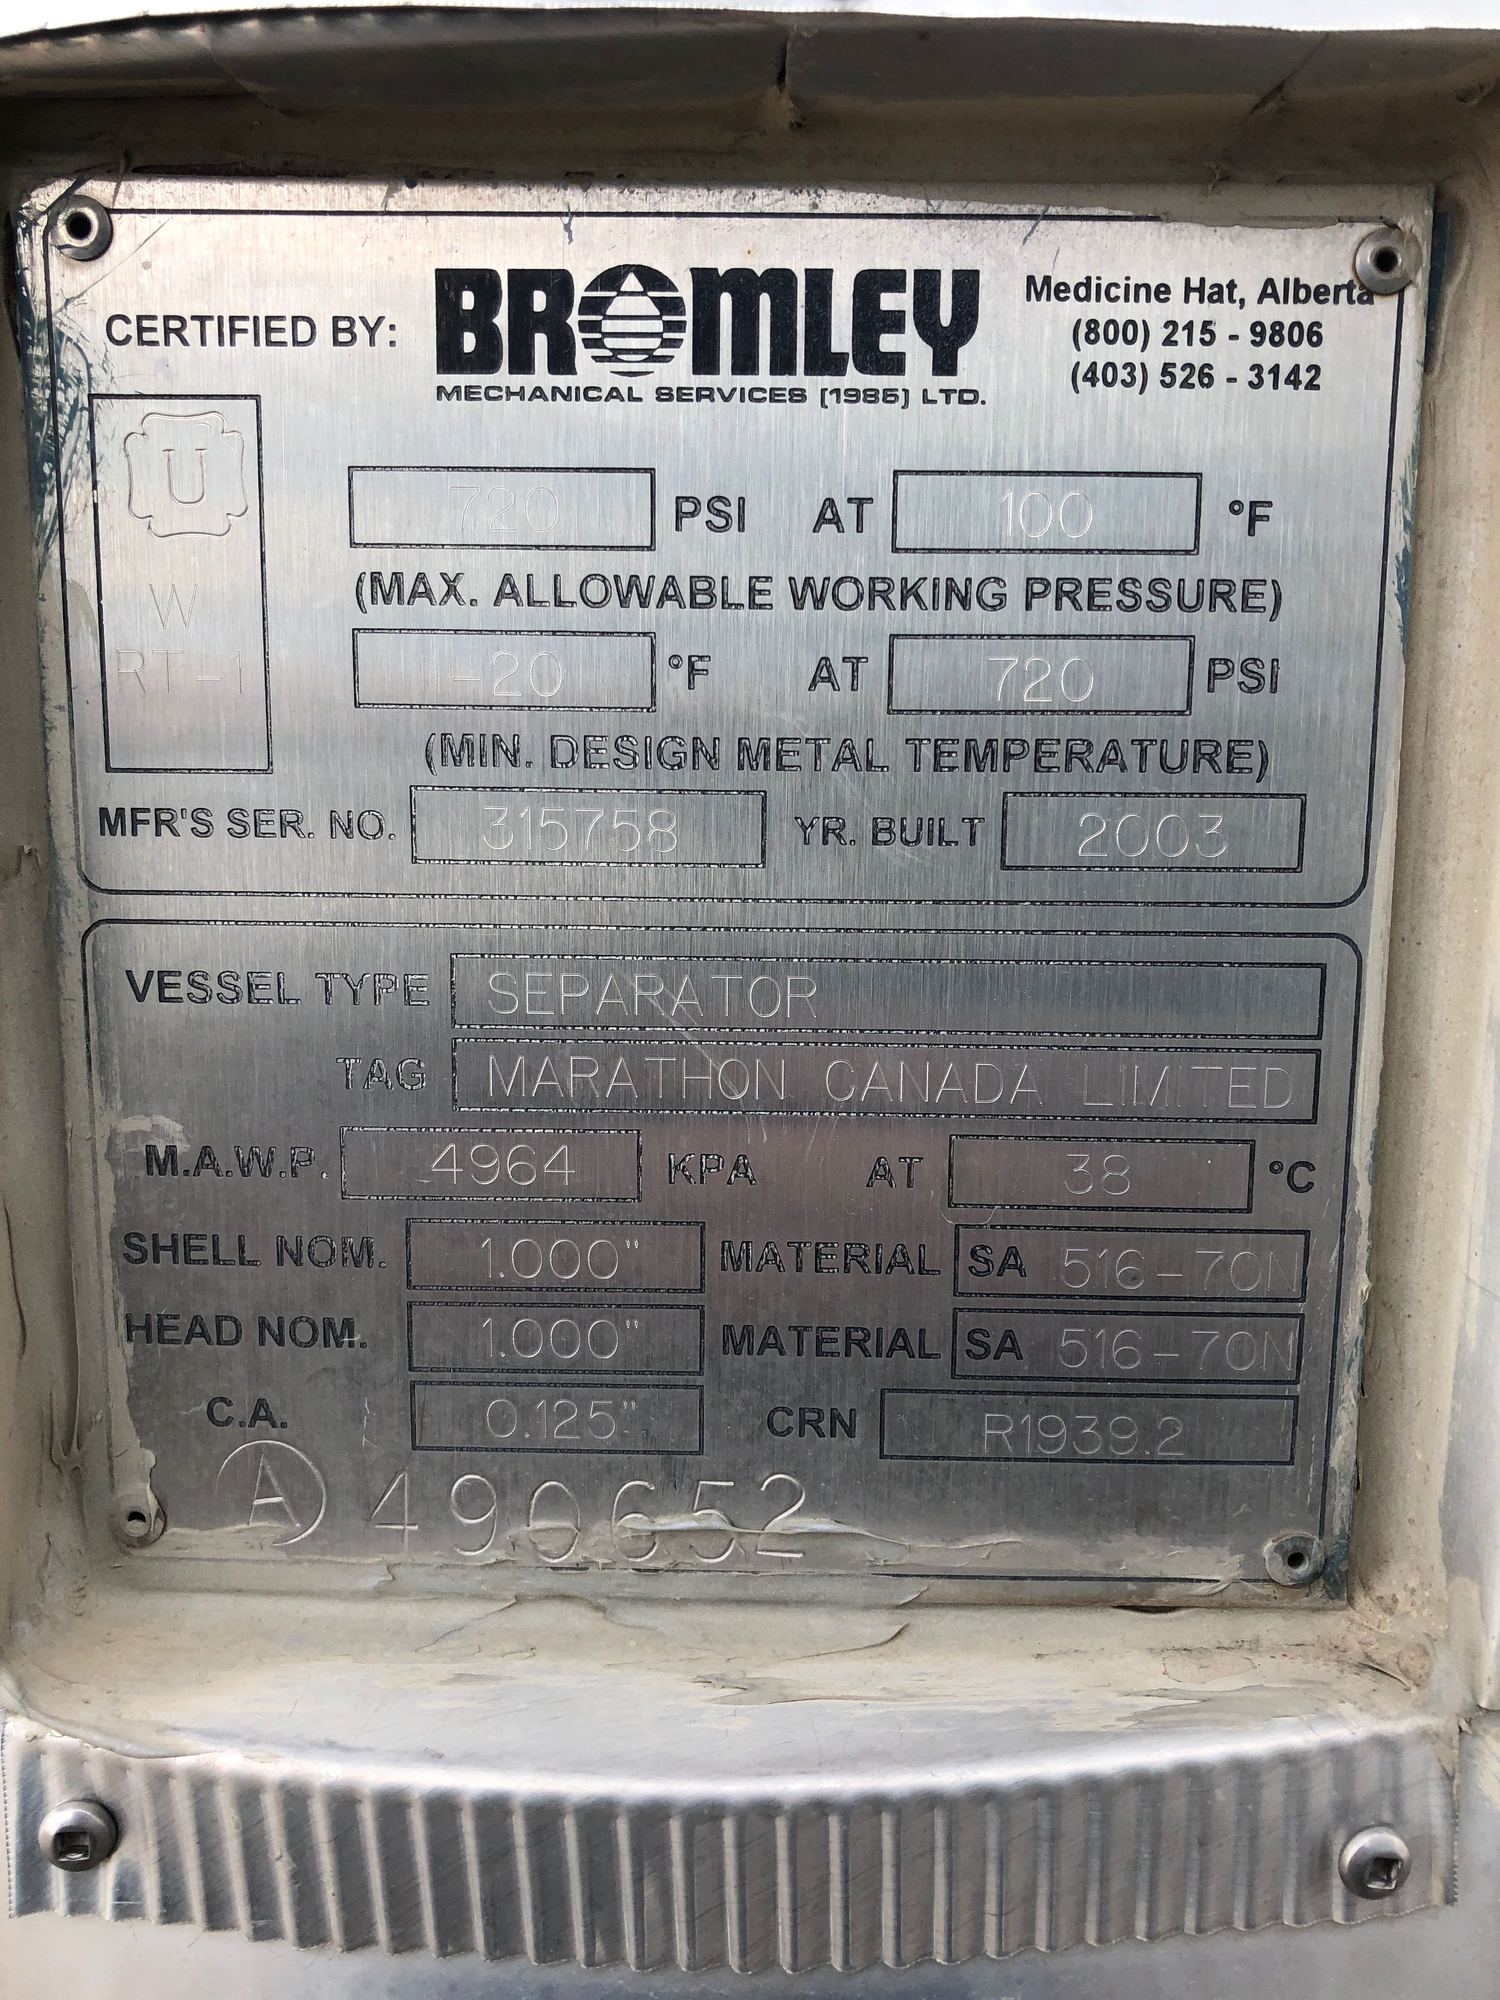 CERTIFIED BY: BROMLEY
MECHANICAL SERVICES [1985] LTD.
Medicine Hat, Alberta
(800) 215 - 9806
(403) 526 - 3142
U
W
RT-1
720 PSI AT 100 °F
(MAX. ALLOWABLE WORKING PRESSURE)
-20 °F AT 720 PSI
(MIN. DESIGN METAL TEMPERATURE)
MFR'S SER. NO. 315758 YR. BUILT 2003
VESSEL TYPE SEPARATOR
TAG MARATHON CANADA LIMITED
M.A.W.P. 4964 KPA AT 38 °C
SHELL NOM. 1.000" MATERIAL SA 516-70N
HEAD NOM. 1.000" MATERIAL SA 516-70N
C.A. 0.125" CRN R1939.2
A 490652